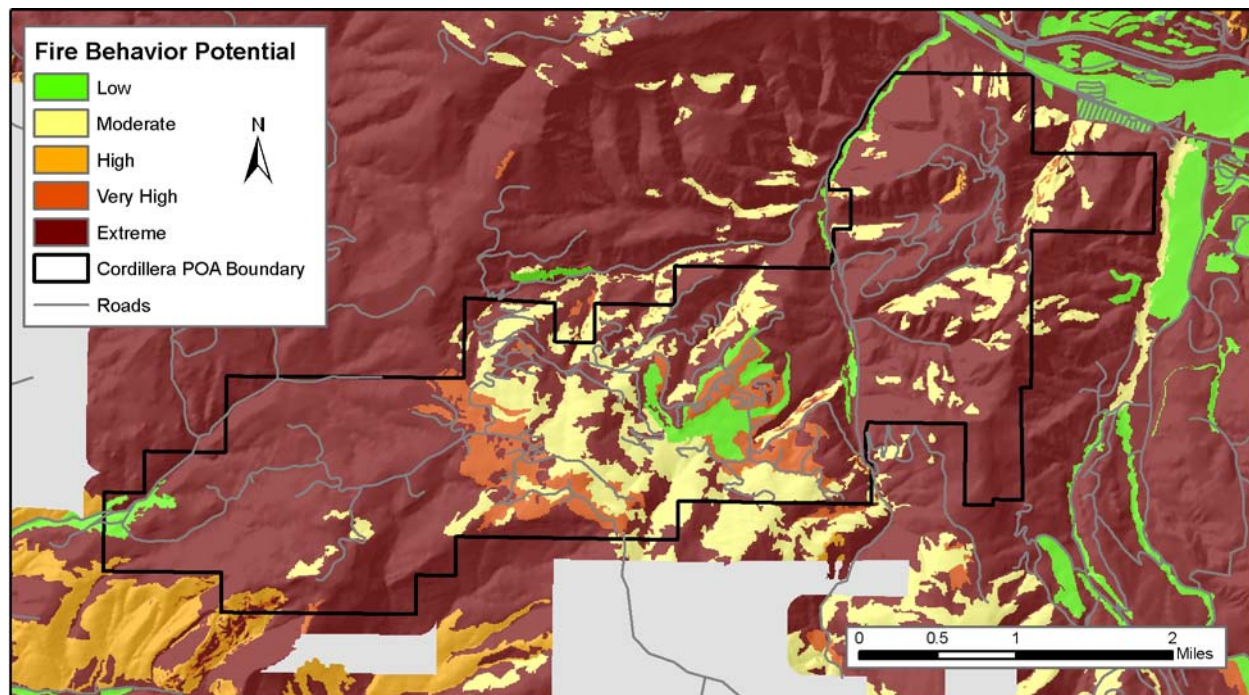 Fire Behavior Potential
Low
Moderate
High
Very High
Extreme
Cordillera POA Boundary
Roads
N
0 0.5 1 2
Miles